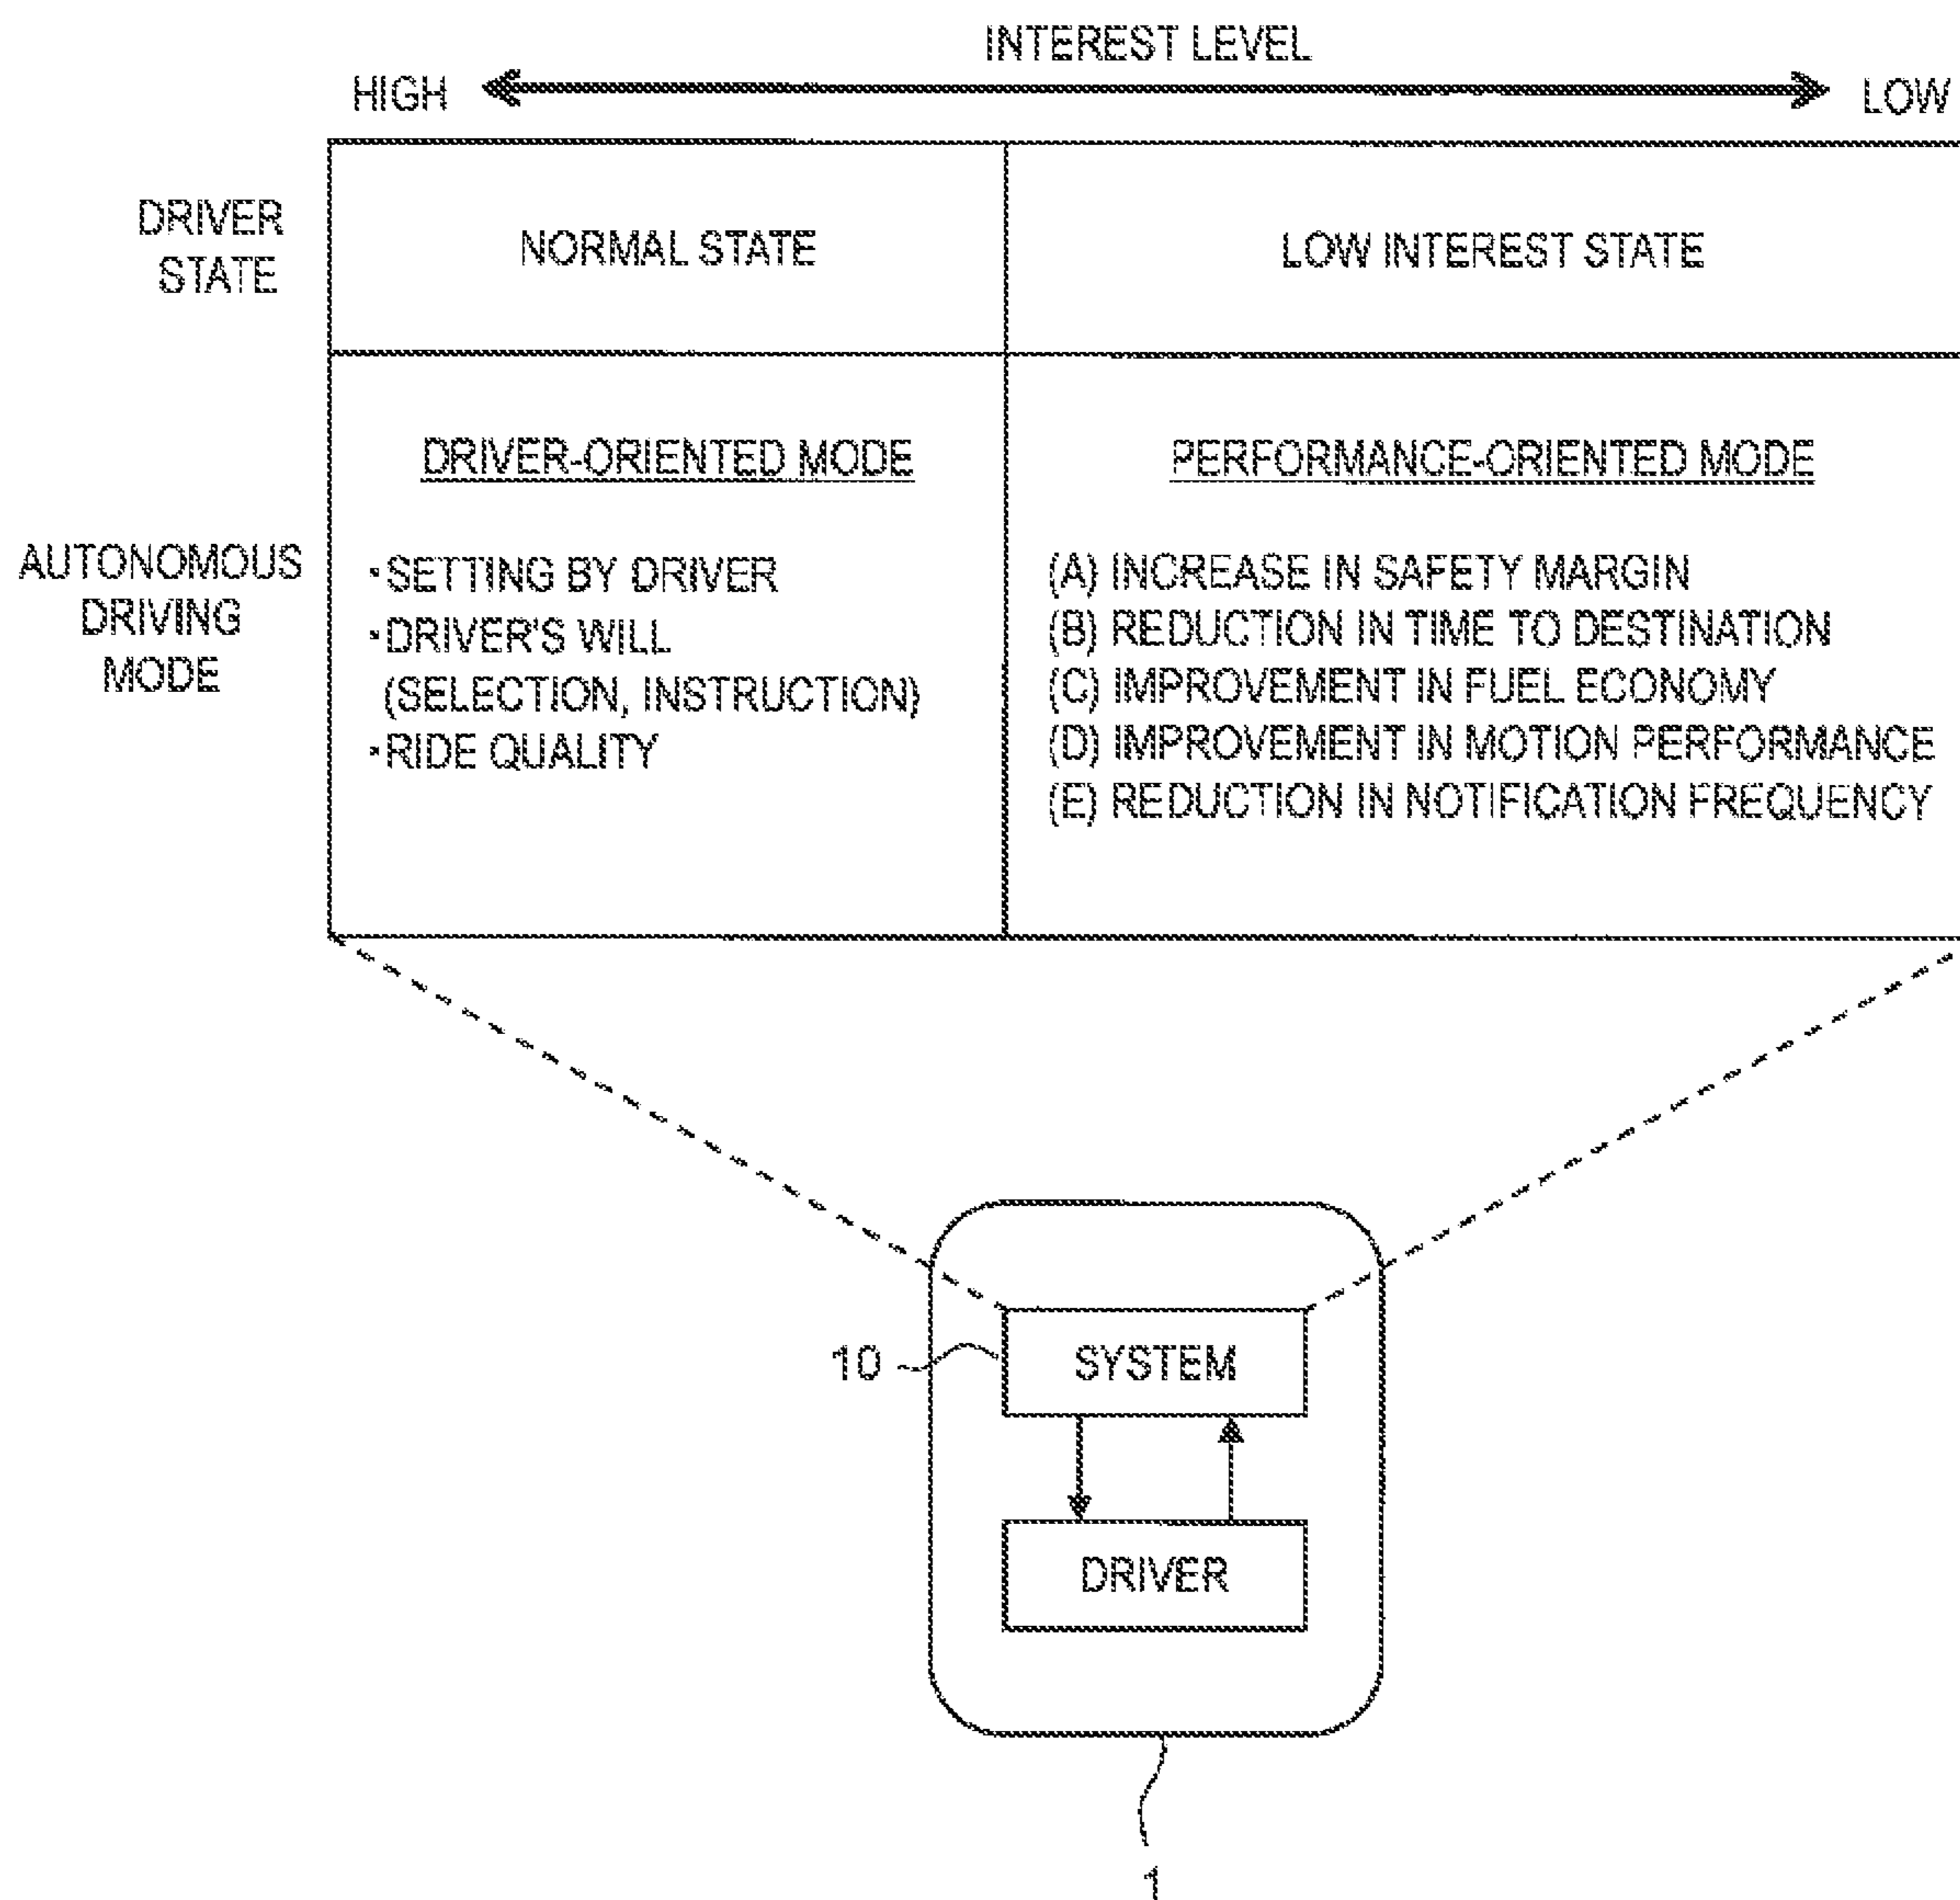 INTEREST LEVEL
HIGH
LOW
DRIVER
STATE
NORMAL STATE
LOW INTEREST STATE
AUTONOMOUS
DRIVING
MODE
DRIVER-ORIENTED MODE
・SETTING BY DRIVER
・DRIVER'S WILL
(SELECTION, INSTRUCTION)
・RIDE QUALITY
PERFORMANCE-ORIENTED MODE
(A) INCREASE IN SAFETY MARGIN
(B) REDUCTION IN TIME TO DESTINATION
(C) IMPROVEMENT IN FUEL ECONOMY
(D) IMPROVEMENT IN MOTION PERFORMANCE
(E) REDUCTION IN NOTIFICATION FREQUENCY
10
SYSTEM
DRIVER
1